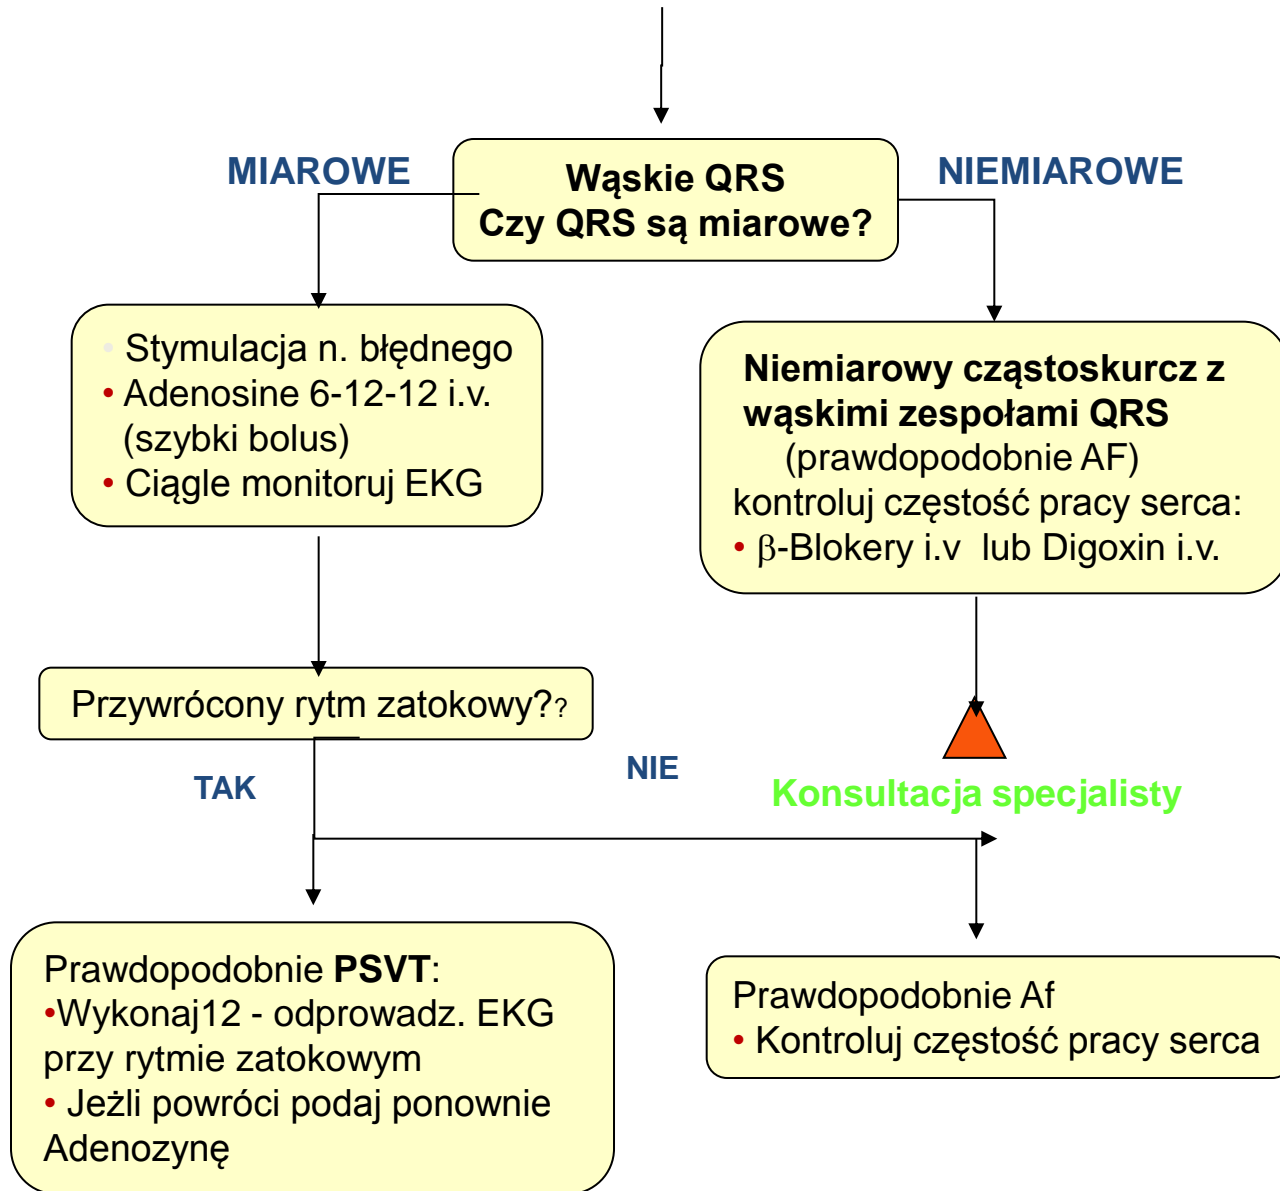 MIAROWE
Wąskie QRS
Czy QRS są miarowe?
NIEMIAROWE
• Stymulacja n. błędnego
• Adenosine 6-12-12 i.v.
(szybki bolus)
• Ciągle monitoruj EKG
Niemiarowy cząstoskurcz z
wąskimi zespołami QRS
(prawdopodobnie AF)
kontroluj częstość pracy serca:
• β-Blokery i.v lub Digoxin i.v.
Przywrócony rytm zatokowy??
TAK
NIE
Konsultacja specjalisty
Prawdopodobnie PSVT:
•Wykonaj12 - odprowadz. EKG
przy rytmie zatokowym
• Jeżli powróci podaj ponownie
Adenozynę
Prawdopodobnie Af
• Kontroluj częstość pracy serca